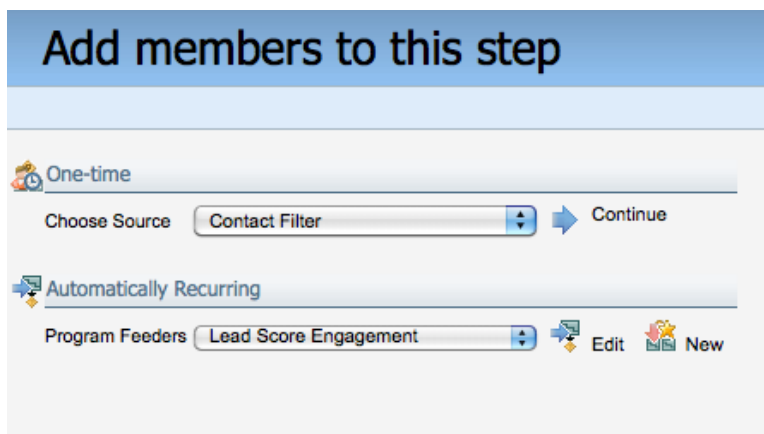 Add members to this step
One-time
Choose Source Contact Filter Continue
Automatically Recurring
Program Feeders Lead Score Engagement Edit New